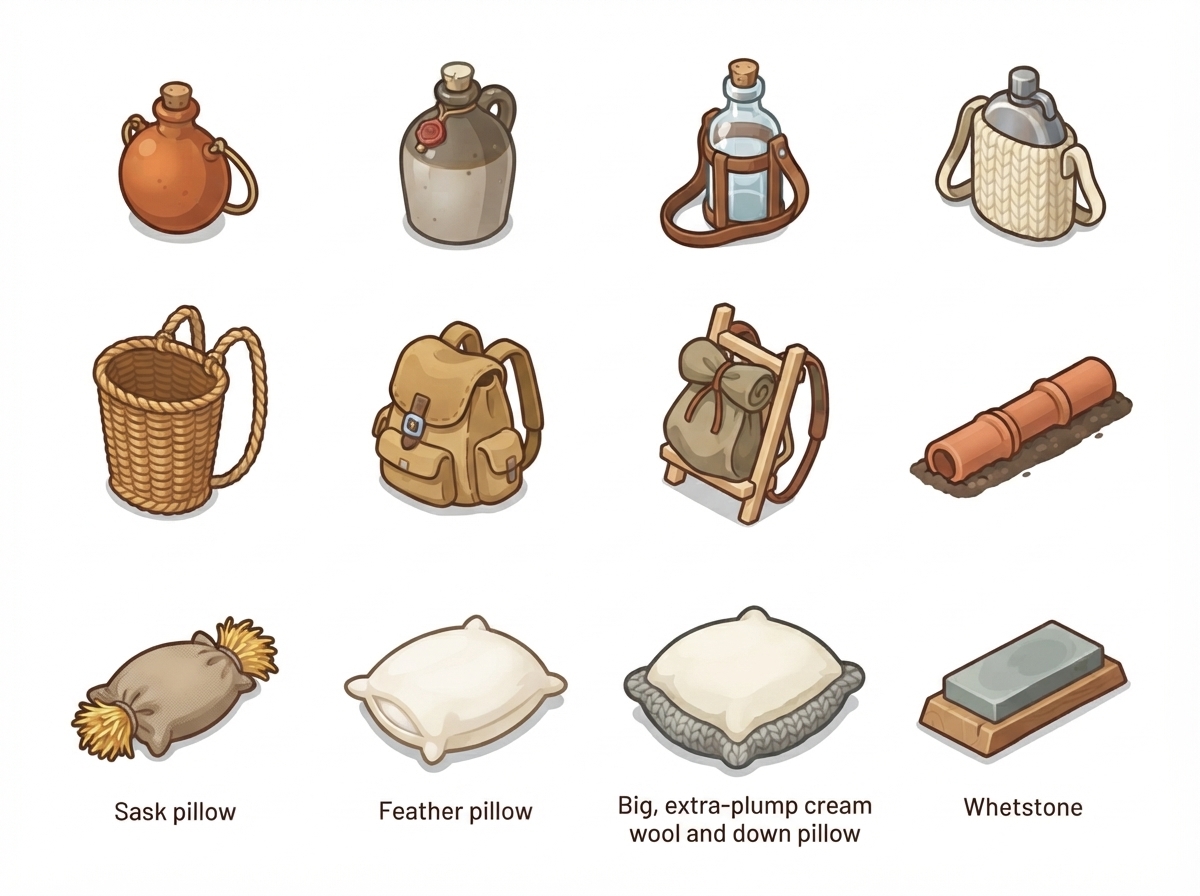 Sask pillow
Feather pillow
Big, extra-plump cream
wool and down pillow
Whetstone